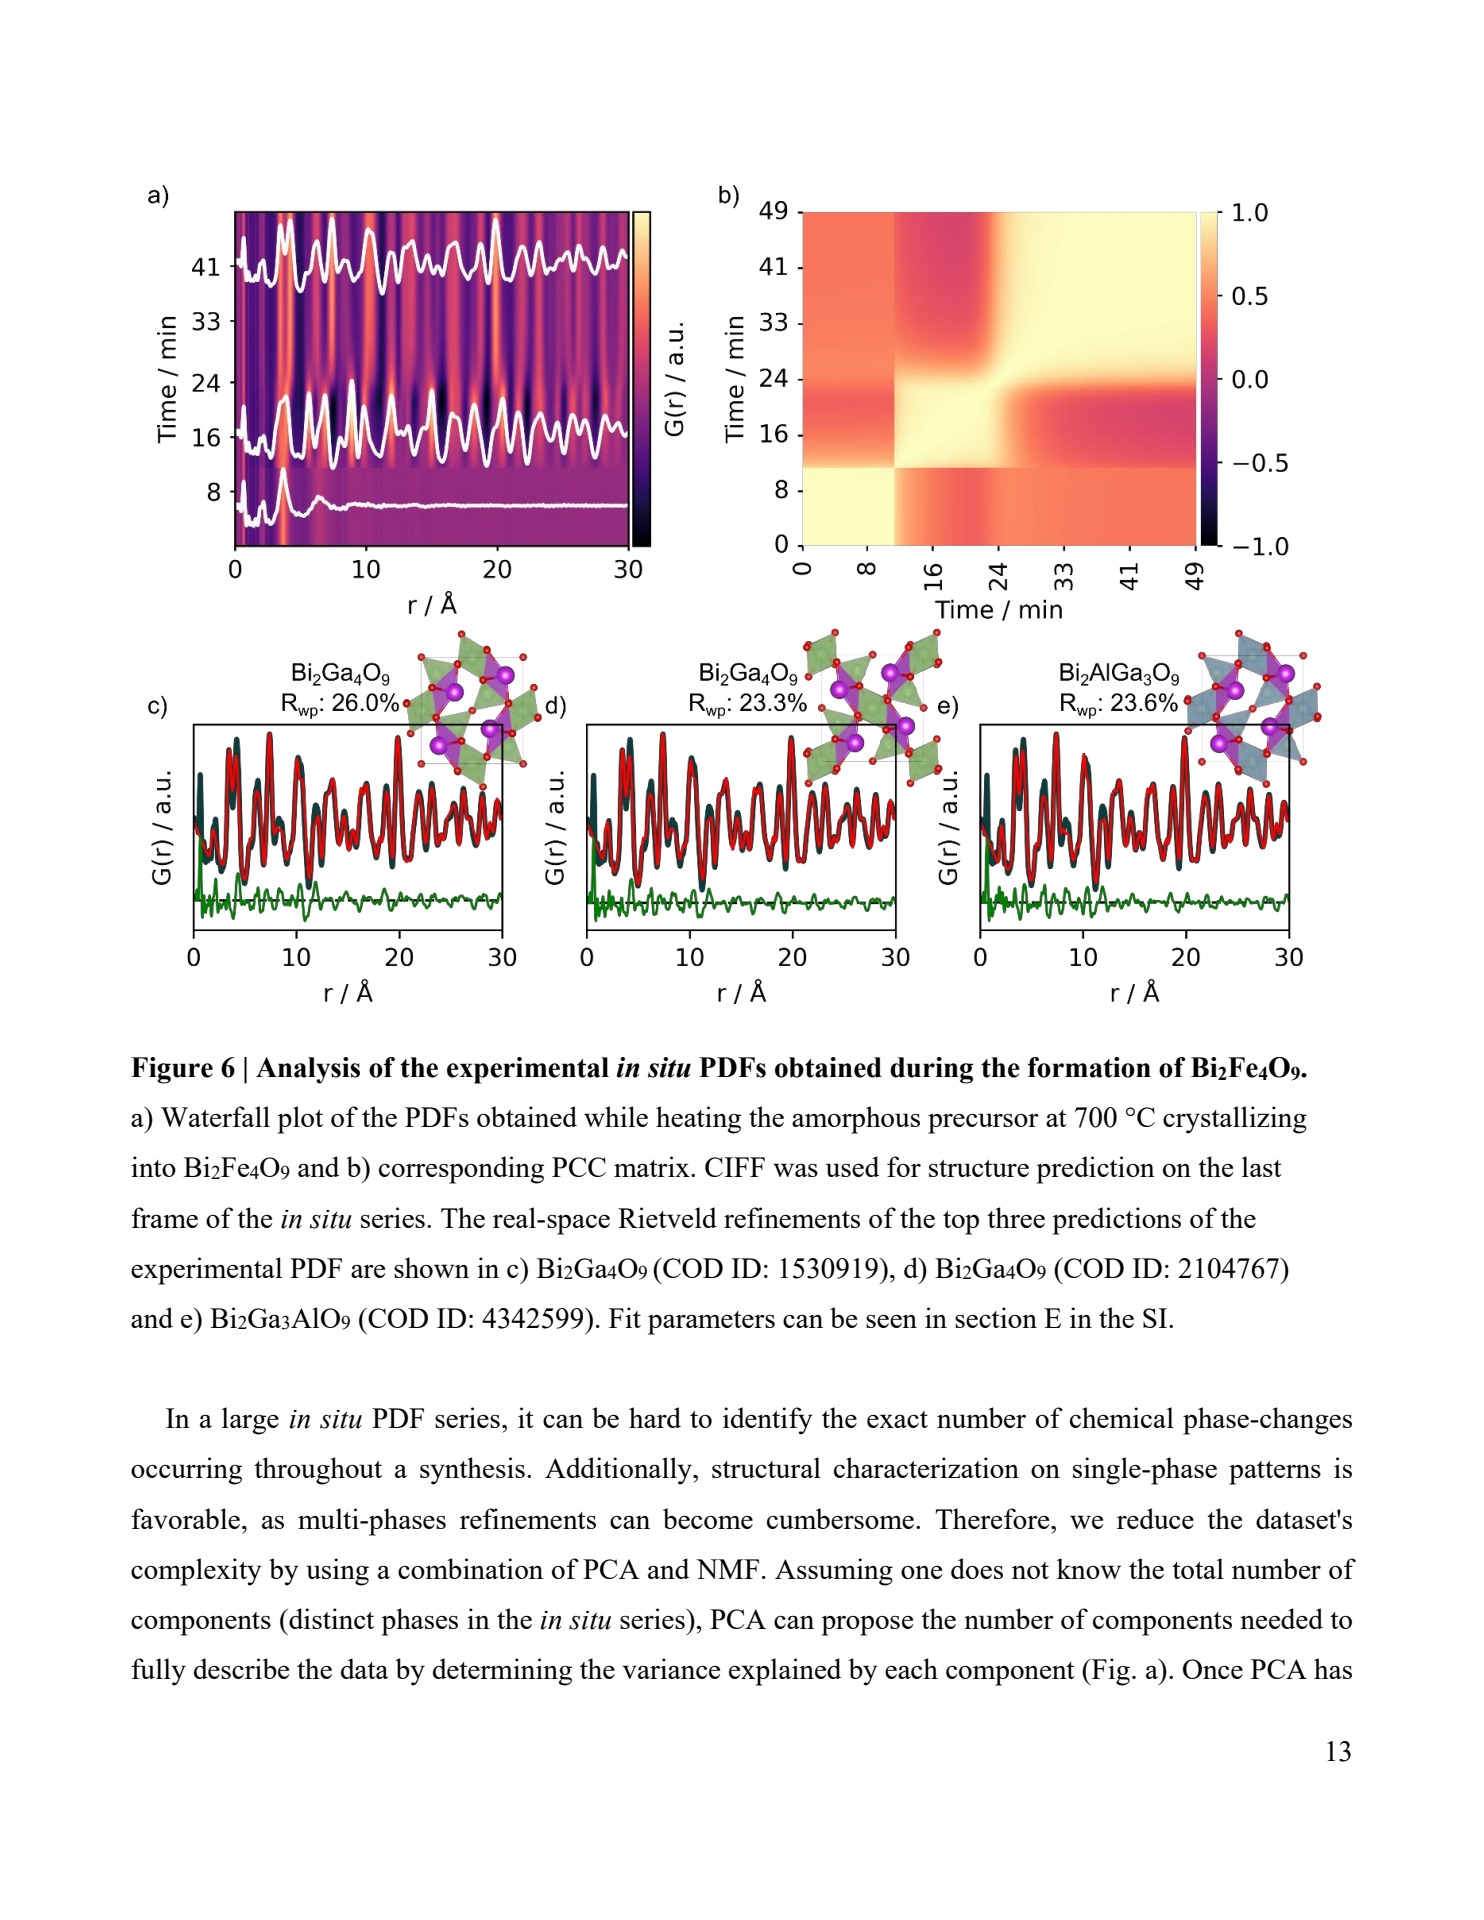 a)
41
33
24
16
8
Time / min
0
10
20
30
r / Å
G(r) / a.u.
b)
49
41
33
24
16
8
0
Time / min
0
8
16
24
33
41
49
Time / min
1.0
0.5
0.0
−0.5
−1.0
c)
Bi₂Ga₄O₉
R_wp: 26.0%
G(r) / a.u.
0
10
20
30
r / Å
d)
Bi₂Ga₄O₉
R_wp: 23.3%
G(r) / a.u.
0
10
20
30
r / Å
e)
Bi₂AlGa₃O₉
R_wp: 23.6%
G(r) / a.u.
0
10
20
30
r / Å
Figure 6 | Analysis of the experimental in situ PDFs obtained during the formation of Bi₂Fe₄O₉.
a) Waterfall plot of the PDFs obtained while heating the amorphous precursor at 700 °C crystallizing
into Bi₂Fe₄O₉ and b) corresponding PCC matrix. CIFF was used for structure prediction on the last
frame of the in situ series. The real-space Rietveld refinements of the top three predictions of the
experimental PDF are shown in c) Bi₂Ga₄O₉ (COD ID: 1530919), d) Bi₂Ga₄O₉ (COD ID: 2104767)
and e) Bi₂Ga₃AlO₉ (COD ID: 4342599). Fit parameters can be seen in section E in the SI.
In a large in situ PDF series, it can be hard to identify the exact number of chemical phase-changes
occurring throughout a synthesis. Additionally, structural characterization on single-phase patterns is
favorable, as multi-phases refinements can become cumbersome. Therefore, we reduce the dataset's
complexity by using a combination of PCA and NMF. Assuming one does not know the total number of
components (distinct phases in the in situ series), PCA can propose the number of components needed to
fully describe the data by determining the variance explained by each component (Fig. a). Once PCA has
13